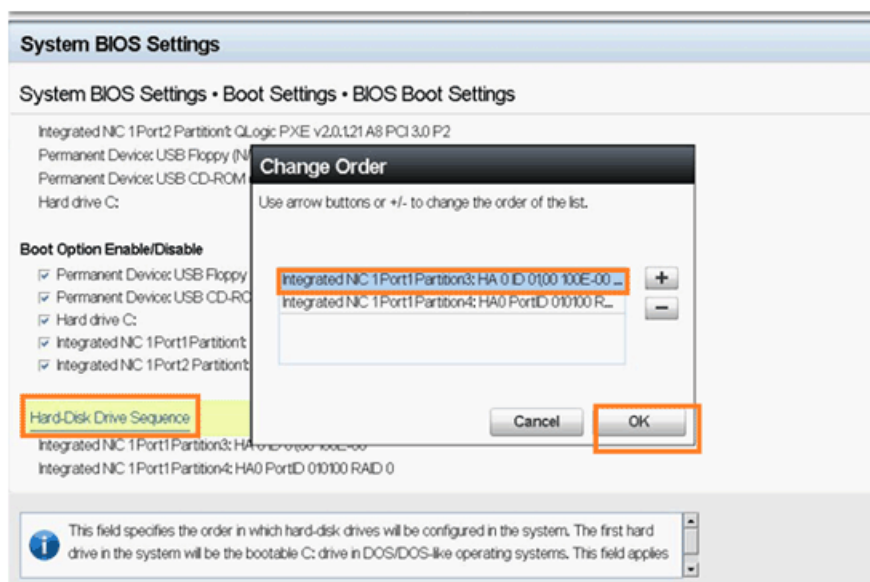 System BIOS Settings
System BIOS Settings • Boot Settings • BIOS Boot Settings
Integrated NIC 1 Port2 Partition1: QLogic PXE v2.0.1.21 A8 PCI 3.0 P2
Permanent Device: USB Floppy (N/
Permanent Device: USB CD-ROM
Hard drive C:
Boot Option Enable/Disable
Permanent Device: USB Floppy
Permanent Device: USB CD-RO
Hard drive C:
Integrated NIC 1 Port1 Partition1:
Integrated NIC 1 Port2 Partition1:
Hard-Disk Drive Sequence
Integrated NIC 1 Port1 Partition3: HA 0 ID 01,00 100E-00
Integrated NIC 1 Port1 Partition4: HA0 PortID 010100 RAID 0
Change Order
Use arrow buttons or +/- to change the order of the list.
Integrated NIC 1 Port1 Partition3: HA 0 ID 01,00 100E-00 ...
Integrated NIC 1 Port1 Partition4: HA0 PortID 010100 R...
+
−
Cancel
OK
This field specifies the order in which hard-disk drives will be configured in the system. The first hard
drive in the system will be the bootable C: drive in DOS/DOS-like operating systems. This field applies